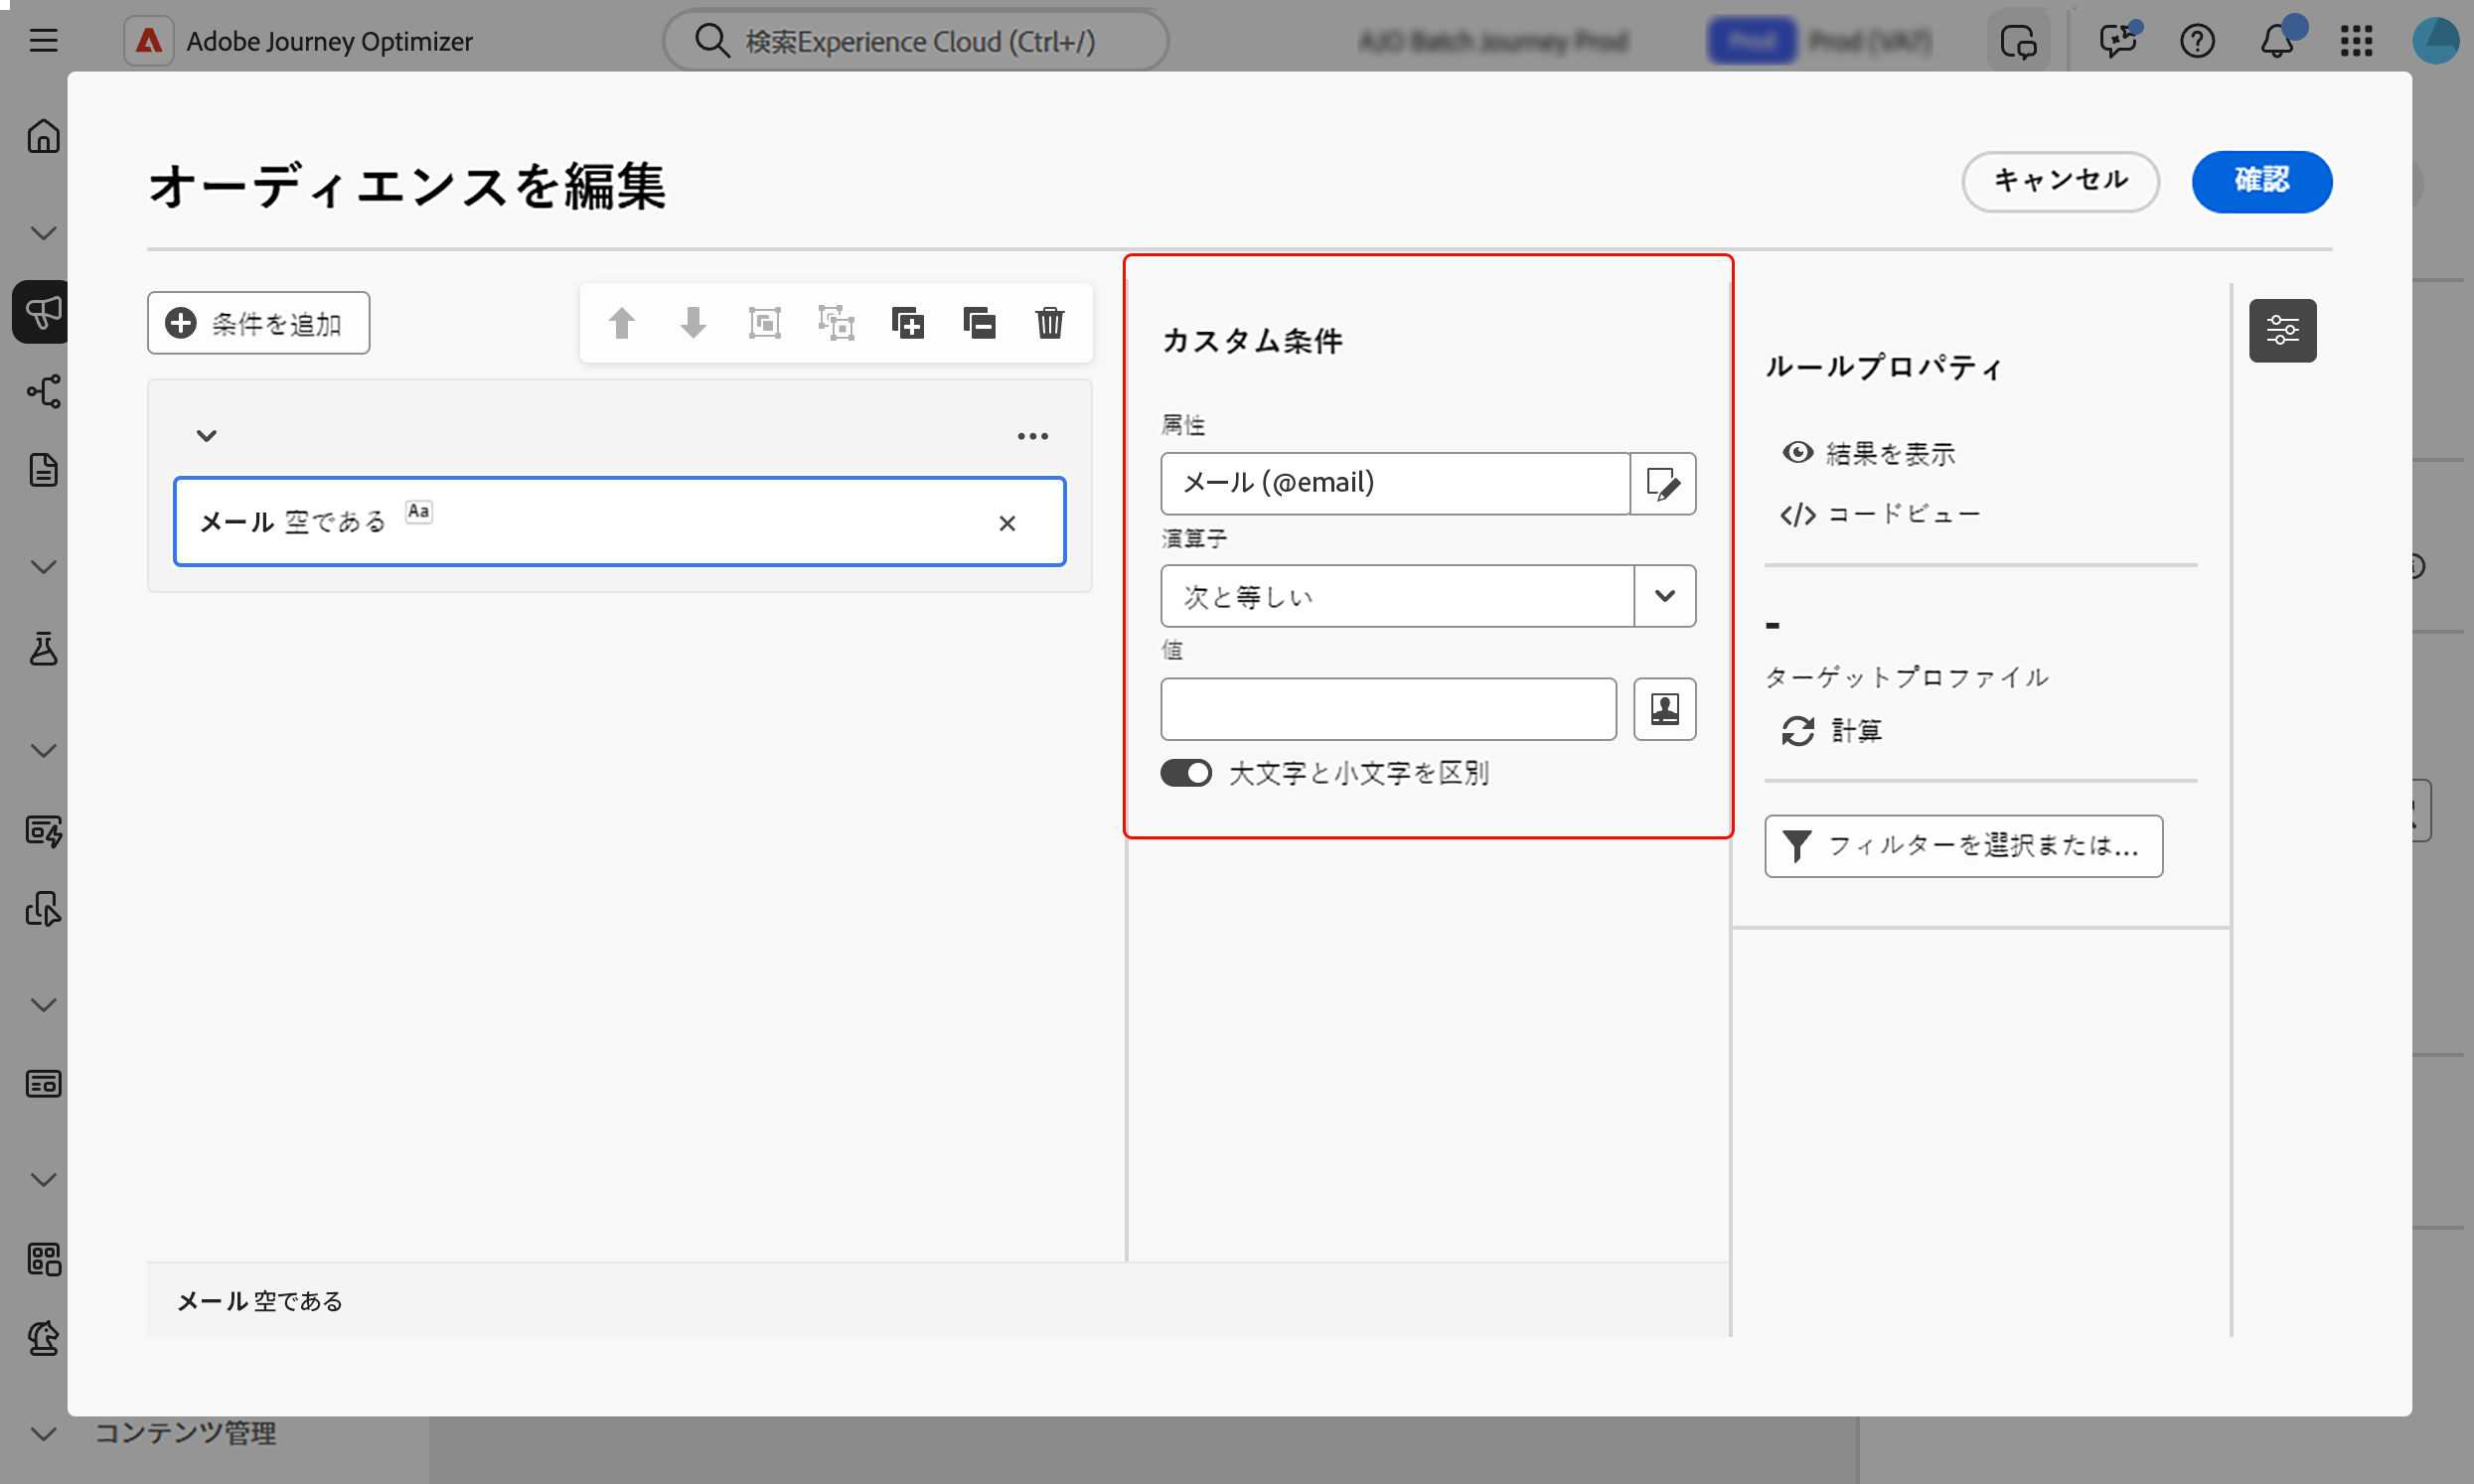 Adobe Journey Optimizer
検索Experience Cloud (Ctrl+/)
AJO Batch Journey Prod
Prod
Prod (VA7)
オーディエンスを編集
キャンセル
確認
条件を追加
メール 空である Aa
カスタム条件
属性
メール (@email)
演算子
次と等しい
値
大文字と小文字を区別
ルールプロパティ
結果を表示
コードビュー
-
ターゲットプロファイル
計算
フィルターを選択または...
メール 空である
コンテンツ管理